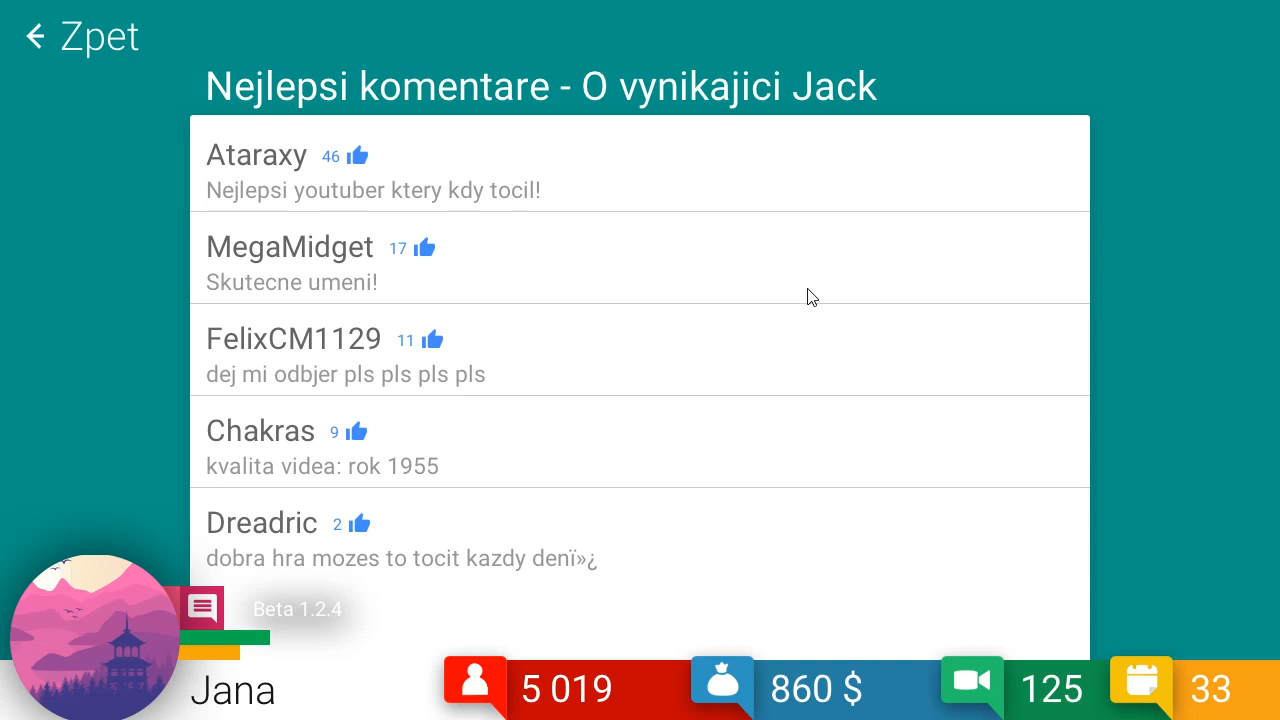 Zpet
Nejlepsi komentare - O vynikajici Jack
Ataraxy 46
Nejlepsi youtuber ktery kdy tocil!
MegaMidget 17
Skutecne umeni!
FelixCM1129 11
dej mi odbjer pls pls pls pls
Chakras 9
kvalita videa: rok 1955
Dreadric 2
dobra hra mozes to tocit kazdy denï»¿
Beta 1.2.4
Jana
5 019
860 $
125
33